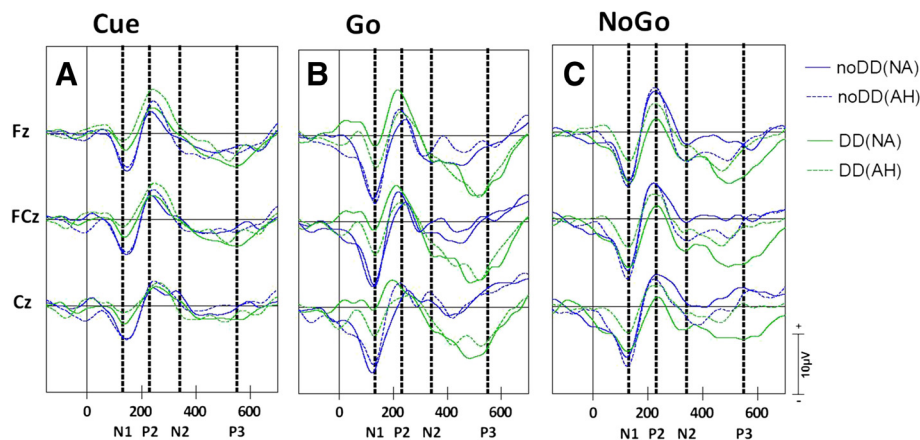 Cue
Go
NoGo
A
B
C
noDD(NA)
noDD(AH)
DD(NA)
DD(AH)
Fz
FCz
Cz
+
10μV
-
0 200 400 600
0 200 400 600
0 200 400 600
N1 P2 N2 P3
N1 P2 N2 P3
N1 P2 N2 P3